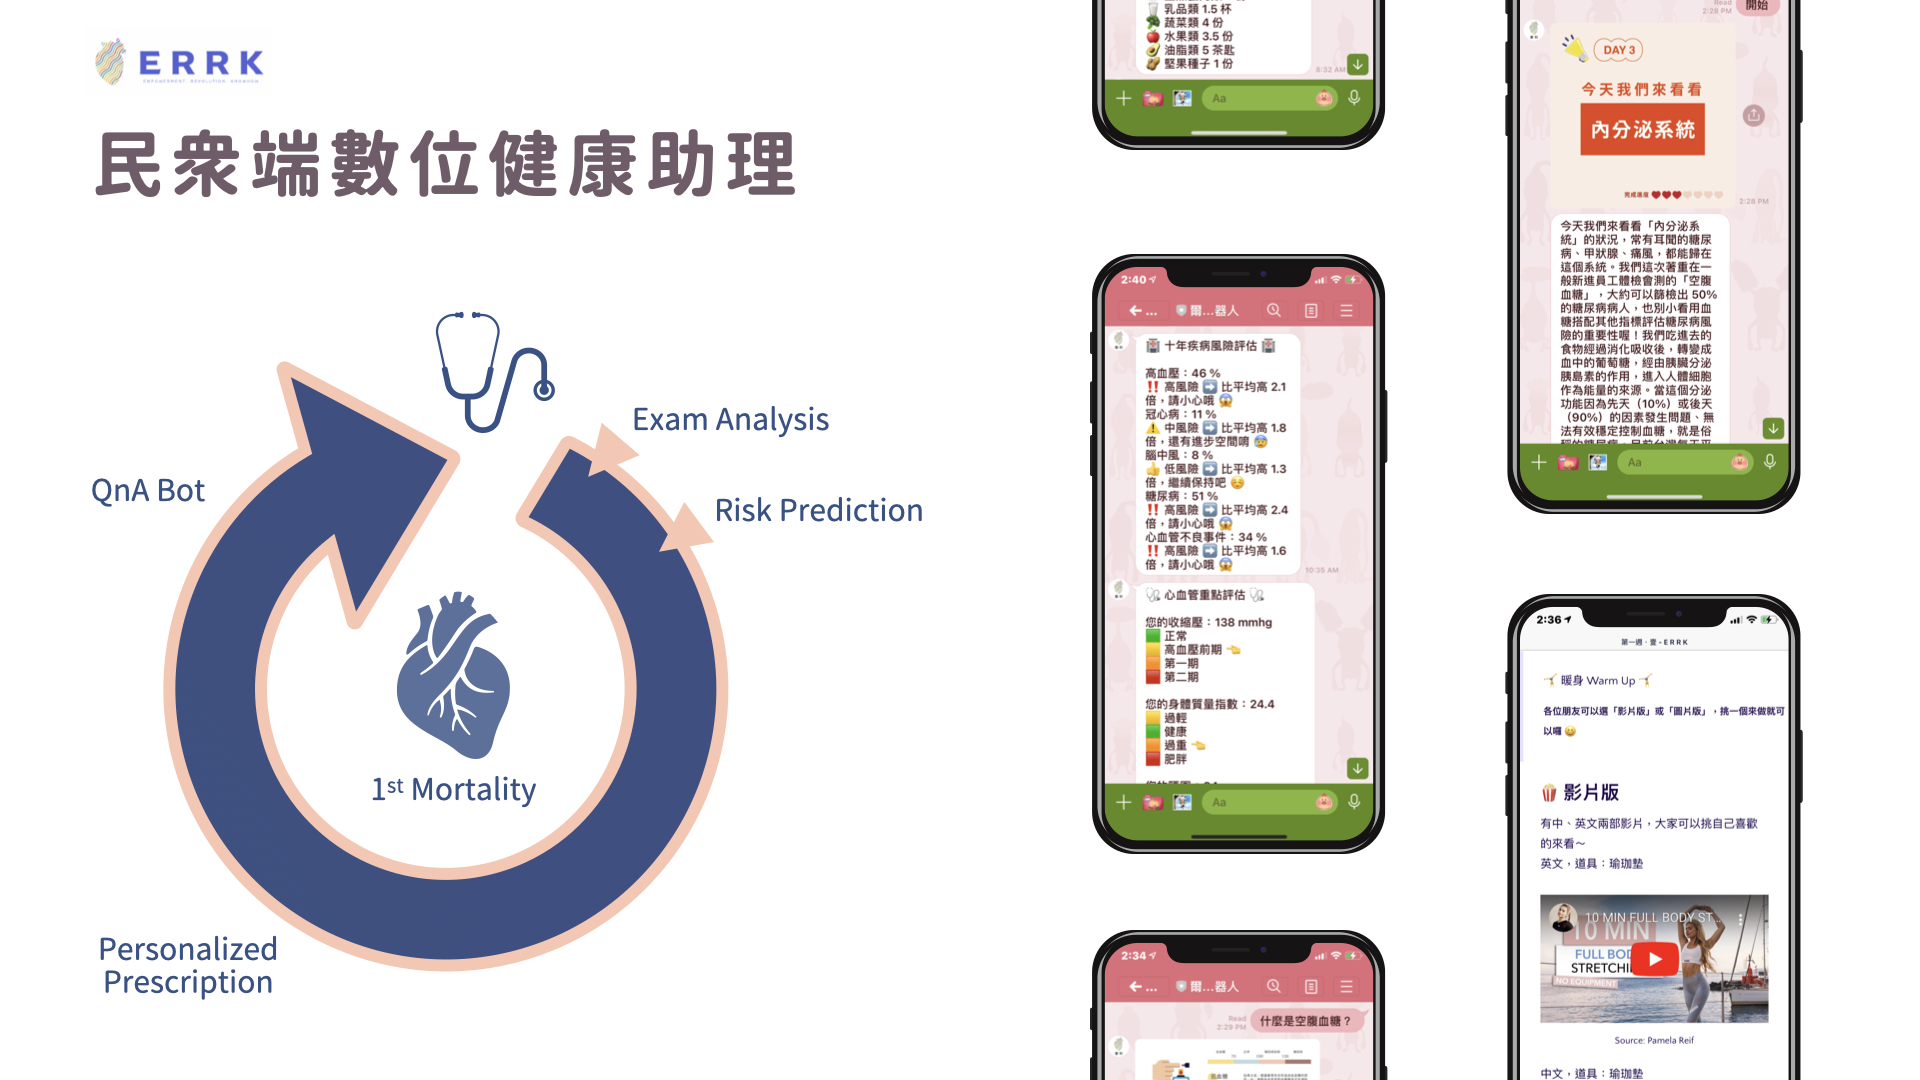 ERRK
EMPOWERMENT. REVOLUTION. UNKNOWN
民眾端數位健康助理
Exam Analysis
Risk Prediction
QnA Bot
1st Mortality
Personalized
Prescription
乳品類 1.5 杯
蔬菜類 4 份
水果類 3.5 份
油脂類 5 茶匙
堅果種子 1 份
8:32 AM
Aa
2:40
爾...器人
十年疾病風險評估
高血壓：46 %
高風險 比平均高 2.1
倍，請小心哦
冠心病：11 %
中風險 比平均高 1.8
倍，還有進步空間唷
腦中風：8 %
低風險 比平均高 1.3
倍，繼續保持吧
糖尿病：51 %
高風險 比平均高 2.4
倍，請小心哦
心血管不良事件：34 %
高風險 比平均高 1.6
倍，請小心哦
10:35 AM
心血管重點評估
您的收縮壓：138 mmhg
正常
高血壓前期
第一期
第二期
您的身體質量指數：24.4
過輕
健康
過重
肥胖
Aa
2:34
爾...器人
Read
2:29 PM
什麼是空腹血糖？
Read
2:28 PM
開始
DAY 3
今天我們來看看
內分泌系統
完成進度
2:28 PM
今天我們來看看「內分泌系
統」的狀況，常有耳聞的糖尿
病、甲狀腺、痛風，都能歸在
這個系統。我們這次著重在一
般新進員工體檢會測的「空腹
血糖」，大約可以篩檢出 50%
的糖尿病病人，也別小看用血
糖搭配其他指標評估糖尿病風
險的重要性喔！我們吃進去的
食物經過消化吸收後，轉變成
血中的葡萄糖，經由胰臟分泌
胰島素的作用，進入人體細胞
作為能量的來源。當這個分泌
功能因為先天（10%）或後天
（90%）的因素發生問題、無
法有效穩定控制血糖，就是俗
Aa
2:36
第一週．壹 - ERRK
暖身 Warm Up
各位朋友可以選「影片版」或「圖片版」，挑一個來做就可
以囉
影片版
有中、英文兩部影片，大家可以挑自己喜歡
的來看～
英文，道具：瑜珈墊
10 MIN FULL BODY ST...
10 MIN
FULL BOD
STRETCHI
NO EQUIPMENT
Source: Pamela Reif
中文，道具：瑜珈墊